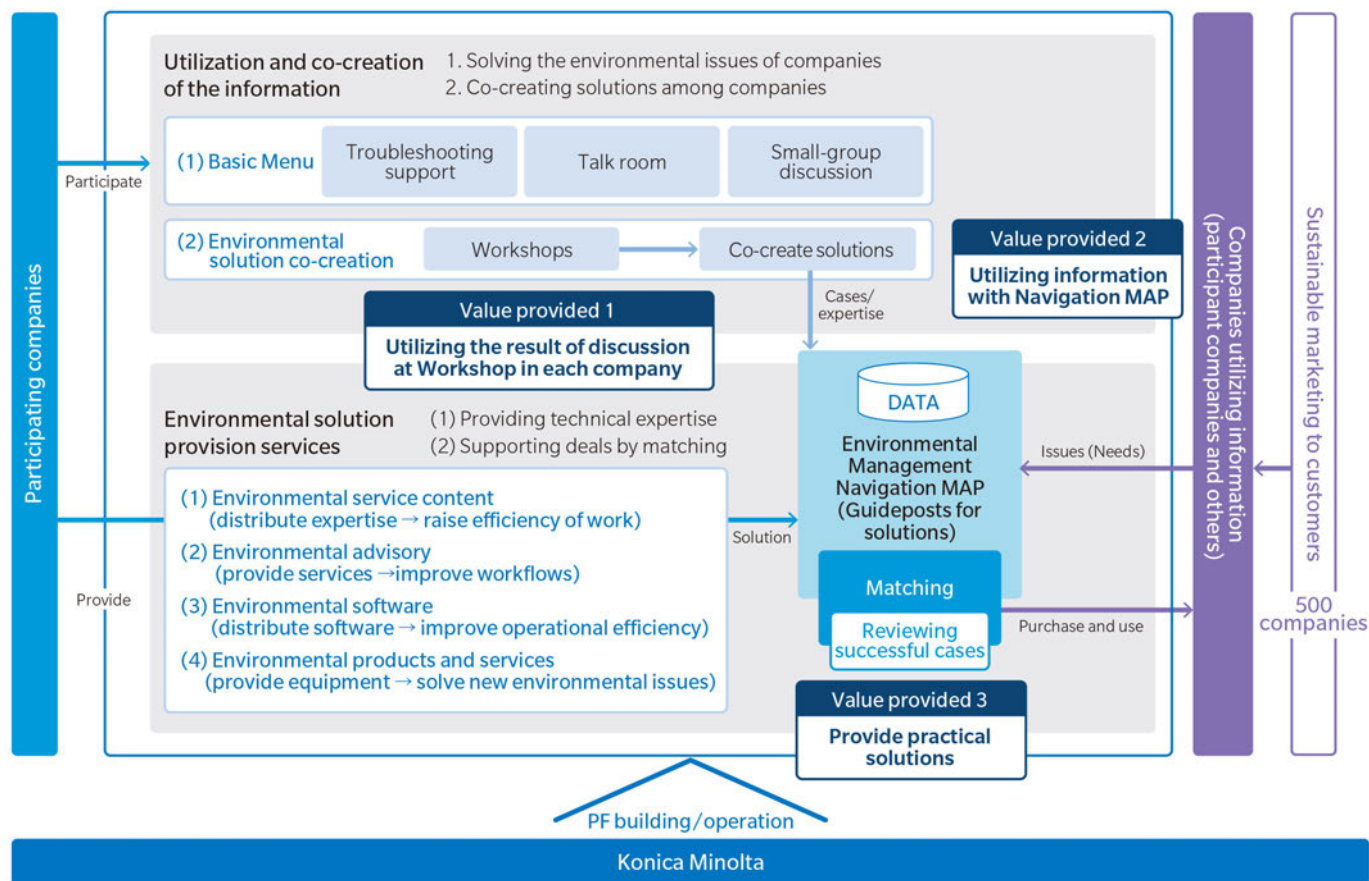 Participating companies
Participate
Provide
Utilization and co-creation
of the information
1. Solving the environmental issues of companies
2. Co-creating solutions among companies
(1) Basic Menu
Troubleshooting
support
Talk room
Small-group
discussion
(2) Environmental
solution co-creation
Workshops
Co-create solutions
Cases/
expertise
Value provided 1
Utilizing the result of discussion
at Workshop in each company
Value provided 2
Utilizing information
with Navigation MAP
Environmental solution
provision services
(1) Providing technical expertise
(2) Supporting deals by matching
(1) Environmental service content
(distribute expertise → raise efficiency of work)
(2) Environmental advisory
(provide services →improve workflows)
(3) Environmental software
(distribute software → improve operational efficiency)
(4) Environmental products and services
(provide equipment → solve new environmental issues)
Solution
DATA
Environmental
Management
Navigation MAP
(Guideposts for
solutions)
Matching
Reviewing
successful cases
Issues (Needs)
Purchase and use
Value provided 3
Provide practical
solutions
Companies utilizing information
(participant companies and others)
Sustainable marketing to customers
500
companies
PF building/operation
Konica Minolta